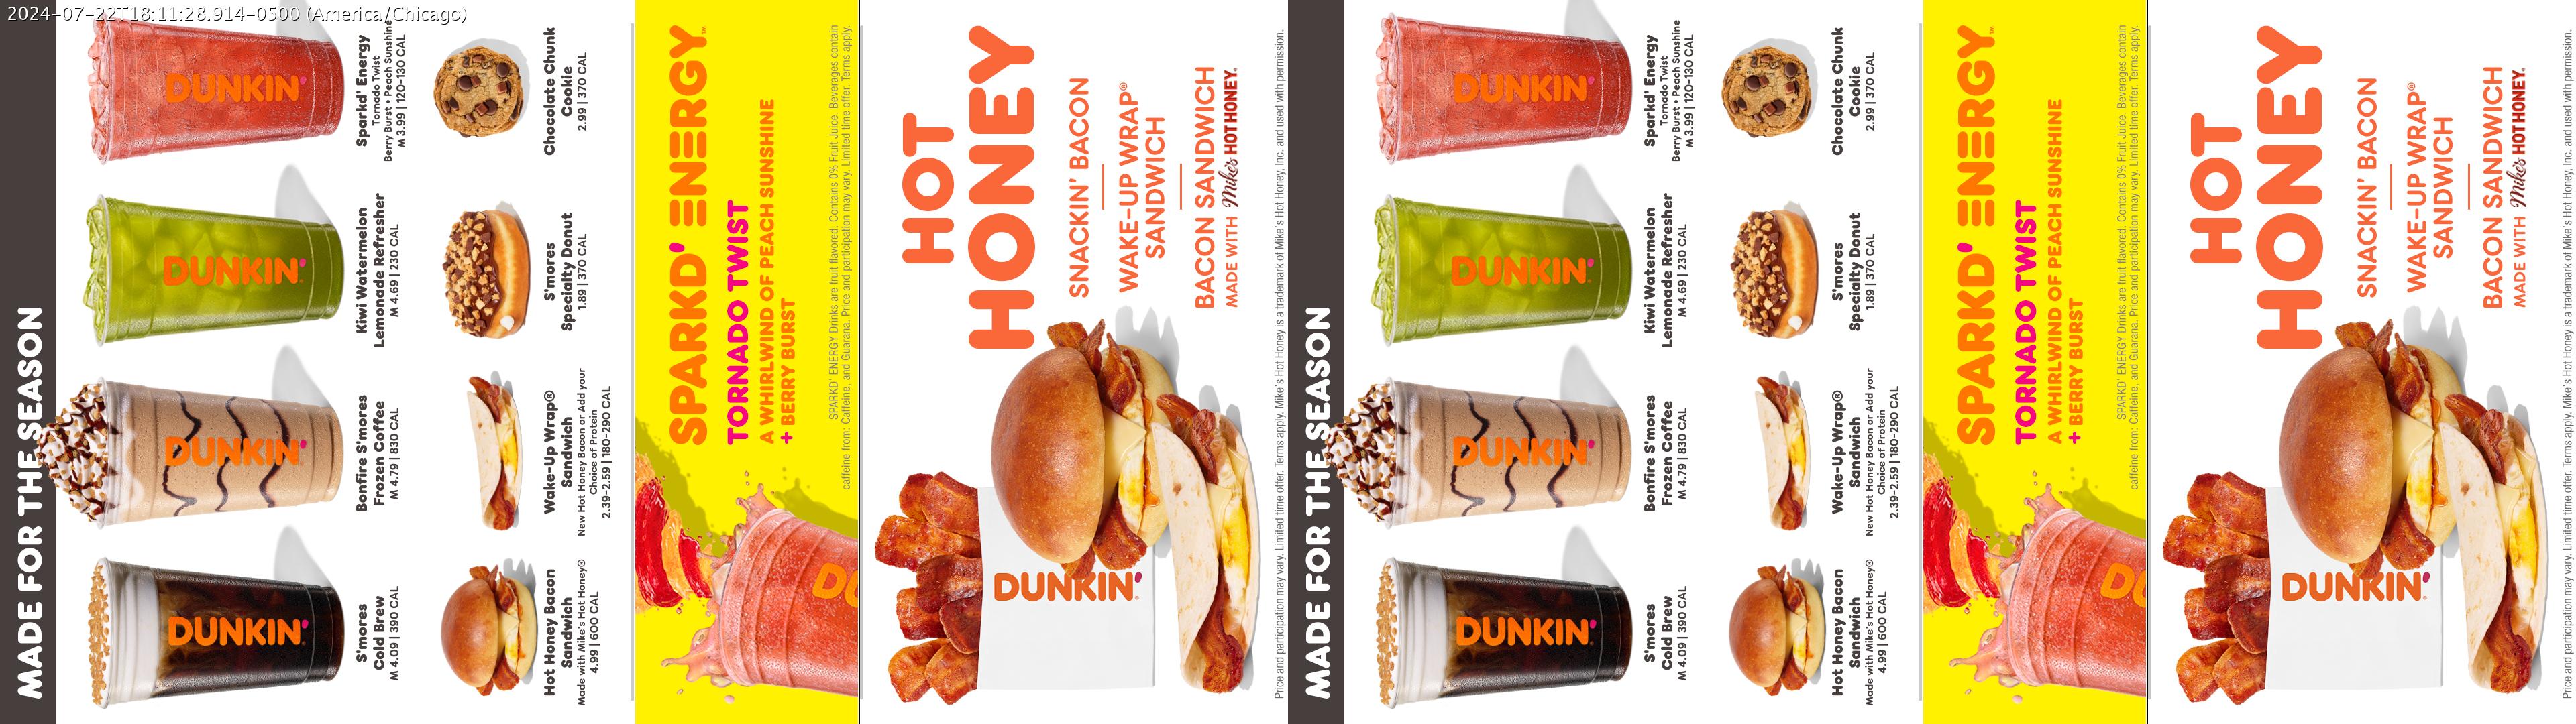 2024-07-22T18:11:28.914-0500 (America/Chicago)
MADE FOR THE SEASON
DUNKIN'
S'mores
Cold Brew
M 4.09 | 390 CAL
DUNKIN'
Bonfire S'mores
Frozen Coffee
M 4.79 | 830 CAL
DUNKIN'
Kiwi Watermelon
Lemonade Refresher
M 4.69 | 230 CAL
DUNKIN'
Sparkd' Energy
Tornado Twist
Berry Burst • Peach Sunshine
M 3.99 | 120-130 CAL
Hot Honey Bacon
Sandwich
Made with Mike's Hot Honey®
4.99 | 600 CAL
Wake-Up Wrap®
Sandwich
New Hot Honey Bacon or Add your
Choice of Protein
2.39-2.59 | 180-290 CAL
S'mores
Specialty Donut
1.89 | 370 CAL
Chocolate Chunk
Cookie
2.99 | 370 CAL
SPARKD' ENERGY™
TORNADO TWIST
A WHIRLWIND OF PEACH SUNSHINE
+ BERRY BURST
SPARKD' ENERGY Drinks are fruit flavored. Contains 0% Fruit Juice. Beverages contain
caffeine from: Caffeine, and Guarana. Price and participation may vary. Limited time offer. Terms apply.
DU
HOT
HONEY
SNACKIN' BACON
WAKE-UP WRAP®
SANDWICH
BACON SANDWICH
MADE WITH Mike's HOT HONEY.
DUNKIN'
Price and participation may vary. Limited time offer. Terms apply. Mike's Hot Honey is a trademark of Mike's Hot Honey, Inc. and used with permission.
MADE FOR THE SEASON
DUNKIN'
S'mores
Cold Brew
M 4.09 | 390 CAL
DUNKIN'
Bonfire S'mores
Frozen Coffee
M 4.79 | 830 CAL
DUNKIN'
Kiwi Watermelon
Lemonade Refresher
M 4.69 | 230 CAL
DUNKIN'
Sparkd' Energy
Tornado Twist
Berry Burst • Peach Sunshine
M 3.99 | 120-130 CAL
Hot Honey Bacon
Sandwich
Made with Mike's Hot Honey®
4.99 | 600 CAL
Wake-Up Wrap®
Sandwich
New Hot Honey Bacon or Add your
Choice of Protein
2.39-2.59 | 180-290 CAL
S'mores
Specialty Donut
1.89 | 370 CAL
Chocolate Chunk
Cookie
2.99 | 370 CAL
SPARKD' ENERGY™
TORNADO TWIST
A WHIRLWIND OF PEACH SUNSHINE
+ BERRY BURST
SPARKD' ENERGY Drinks are fruit flavored. Contains 0% Fruit Juice. Beverages contain
caffeine from: Caffeine, and Guarana. Price and participation may vary. Limited time offer. Terms apply.
DU
HOT
HONEY
SNACKIN' BACON
WAKE-UP WRAP®
SANDWICH
BACON SANDWICH
MADE WITH Mike's HOT HONEY.
DUNKIN'
Price and participation may vary. Limited time offer. Terms apply. Mike's Hot Honey is a trademark of Mike's Hot Honey, Inc. and used with permission.